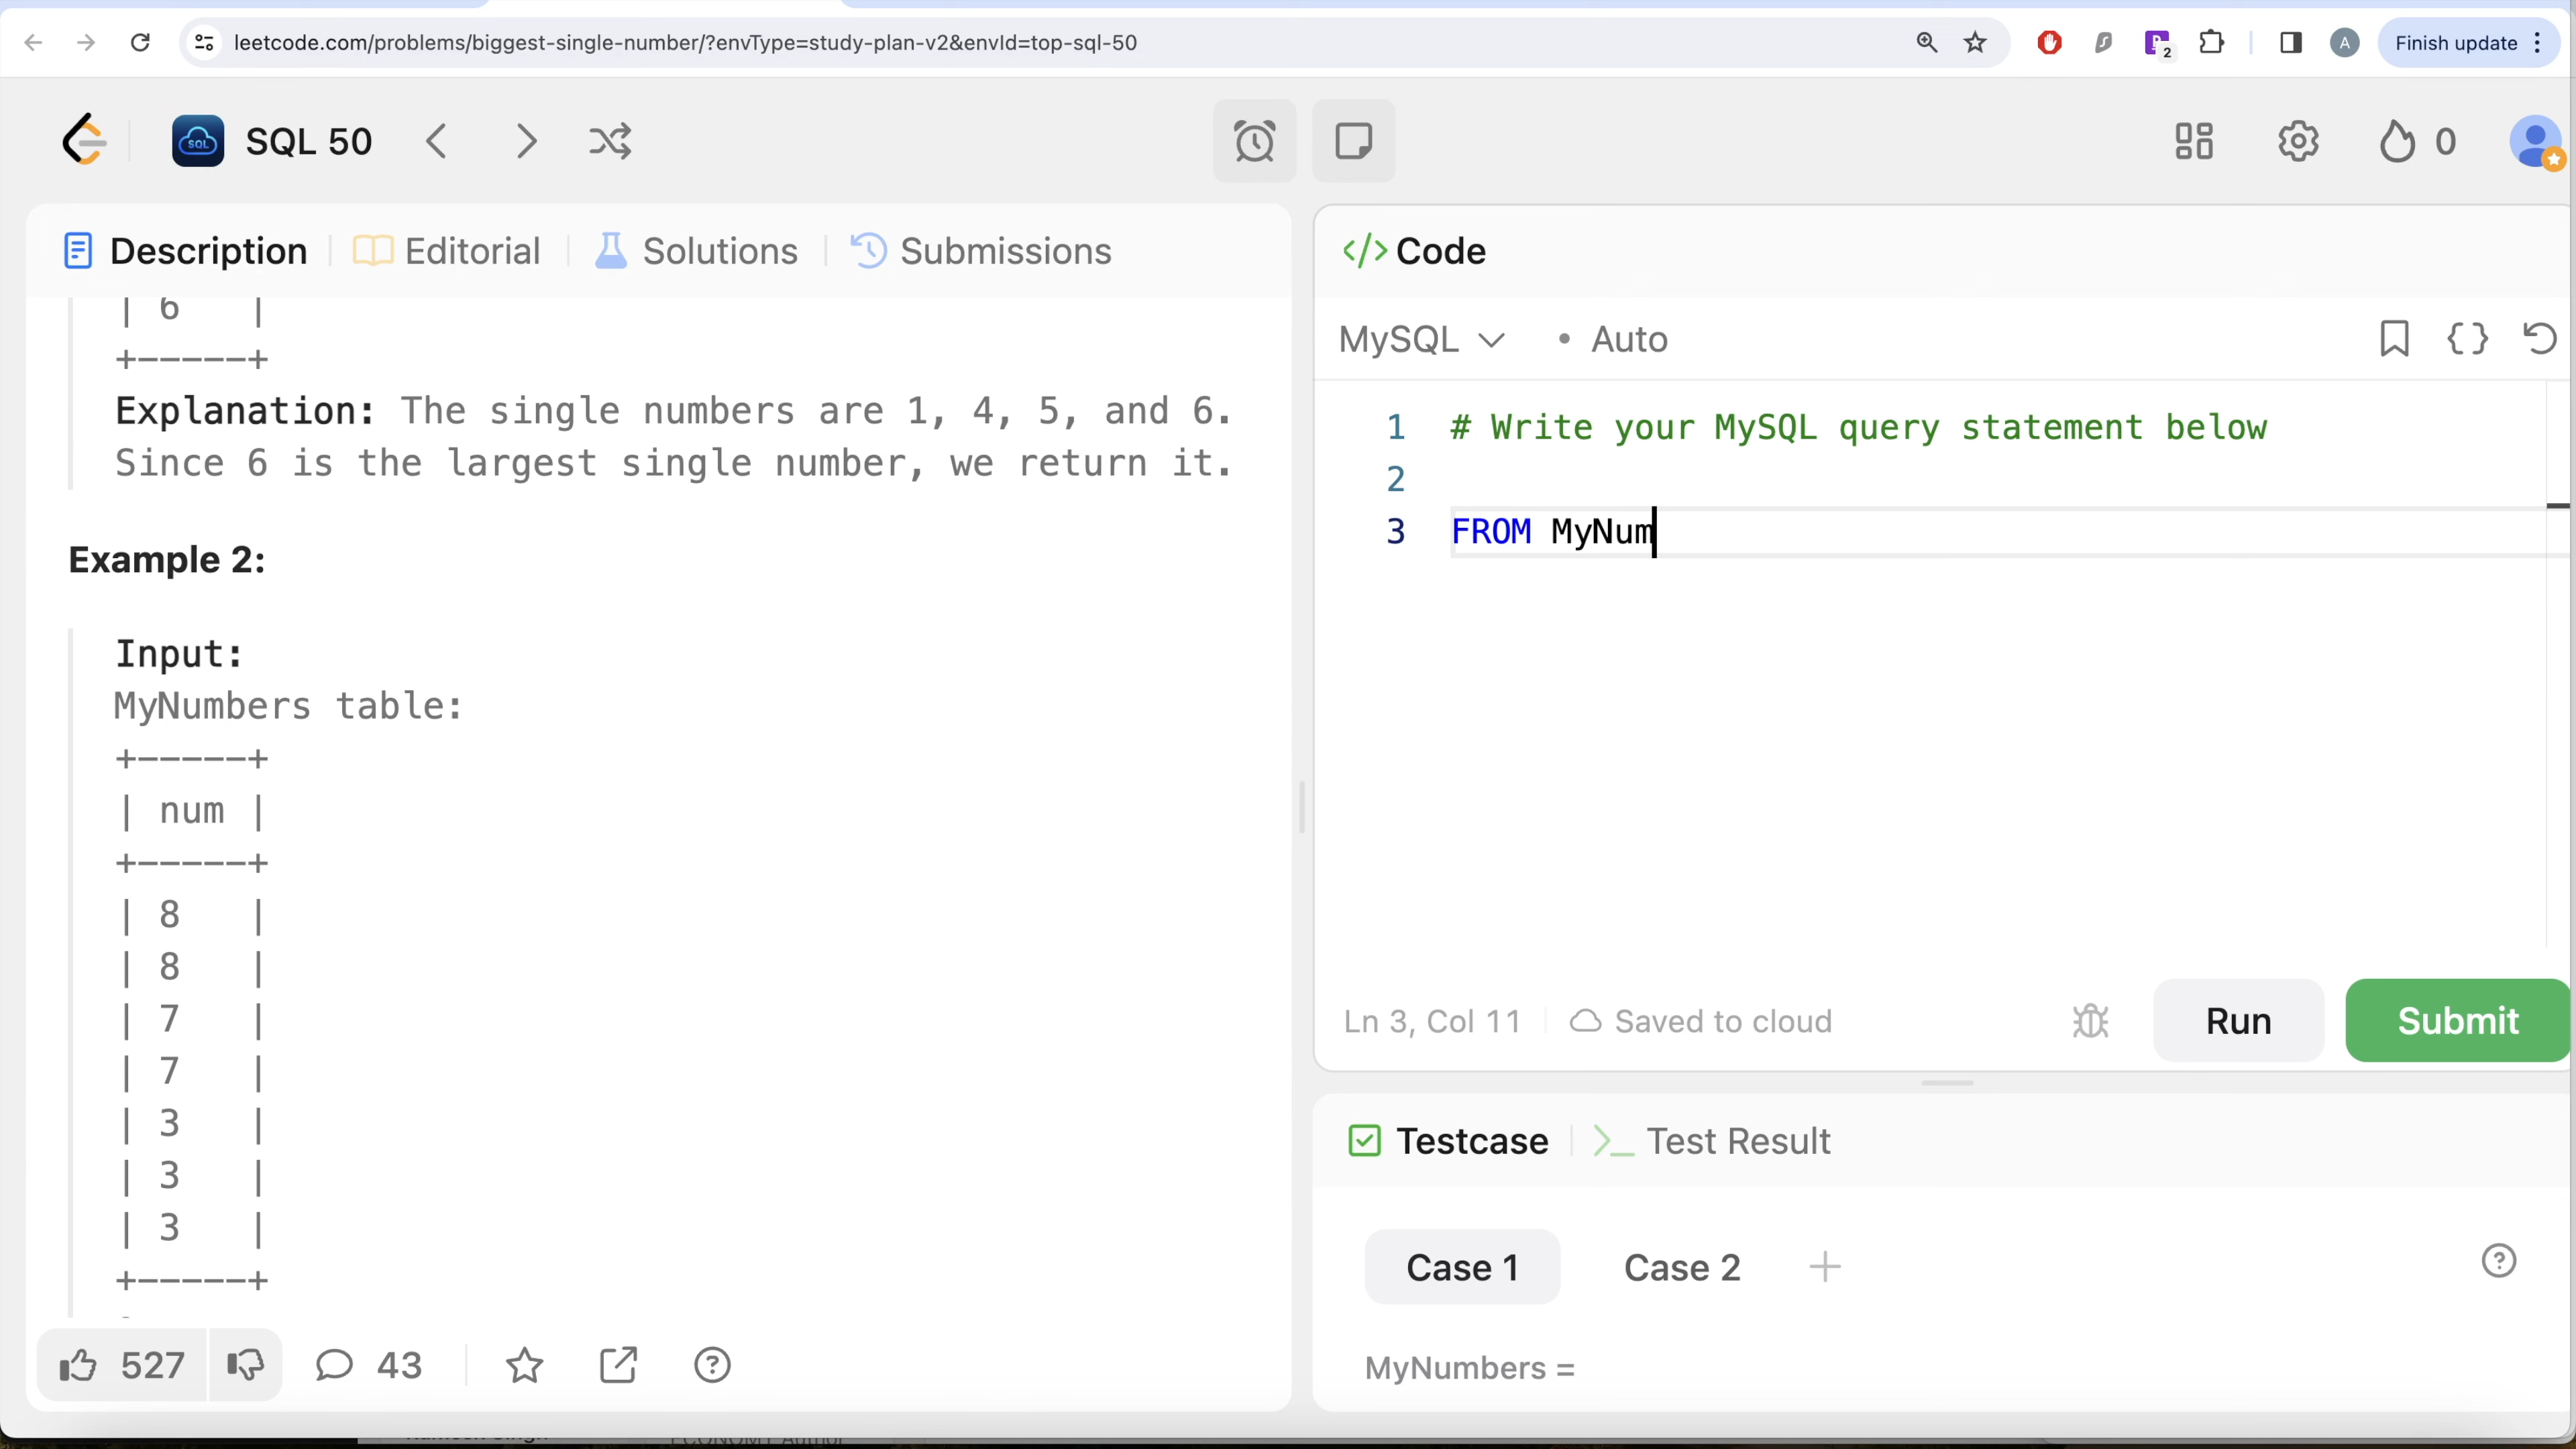 leetcode.com/problems/biggest-single-number/?envType=study-plan-v2&envId=top-sql-50
2
A
Finish update
SQL
SQL 50
0
Description
Editorial
Solutions
Submissions
| 6 |
+-----+
Explanation: The single numbers are 1, 4, 5, and 6.
Since 6 is the largest single number, we return it.
Example 2:
Input:
MyNumbers table:
+-----+
| num |
+-----+
| 8 |
| 8 |
| 7 |
| 7 |
| 3 |
| 3 |
| 3 |
+-----+
527
43
</> Code
MySQL
• Auto
1 # Write your MySQL query statement below
2
3 FROM MyNum
Ln 3, Col 11
Saved to cloud
Run
Submit
Testcase
>_ Test Result
Case 1
Case 2
+
MyNumbers =